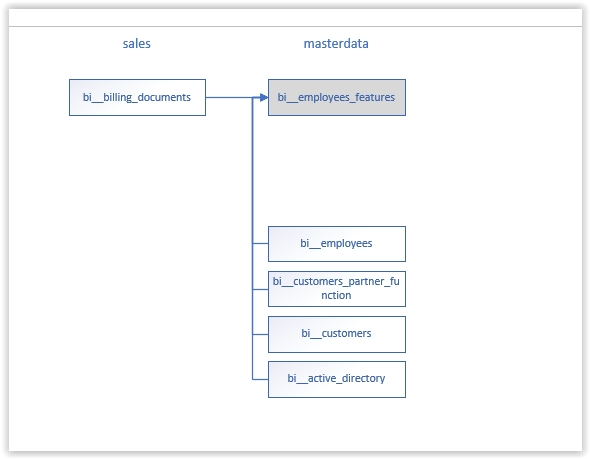 sales
masterdata
bi__billing_documents
bi__employees_features
bi__employees
bi__customers_partner_fu
nction
bi__customers
bi__active_directory